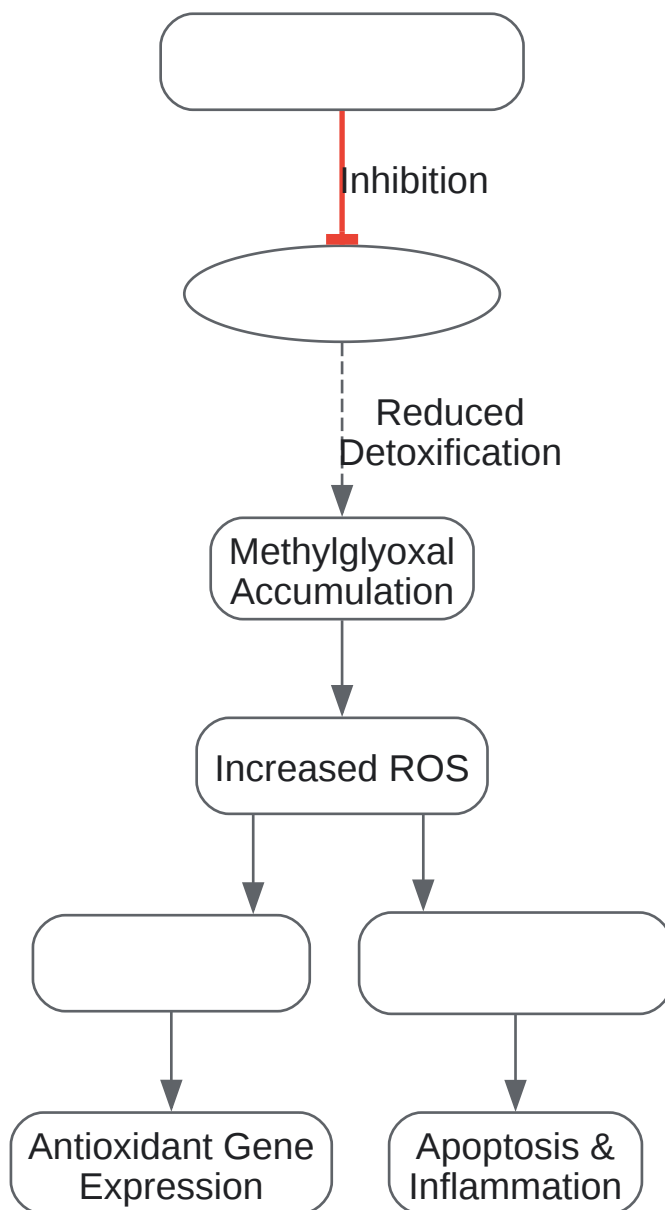 Inhibition
Reduced
Detoxification
Methylglyoxal
Accumulation
Increased ROS
Antioxidant Gene
Expression
Apoptosis &
Inflammation